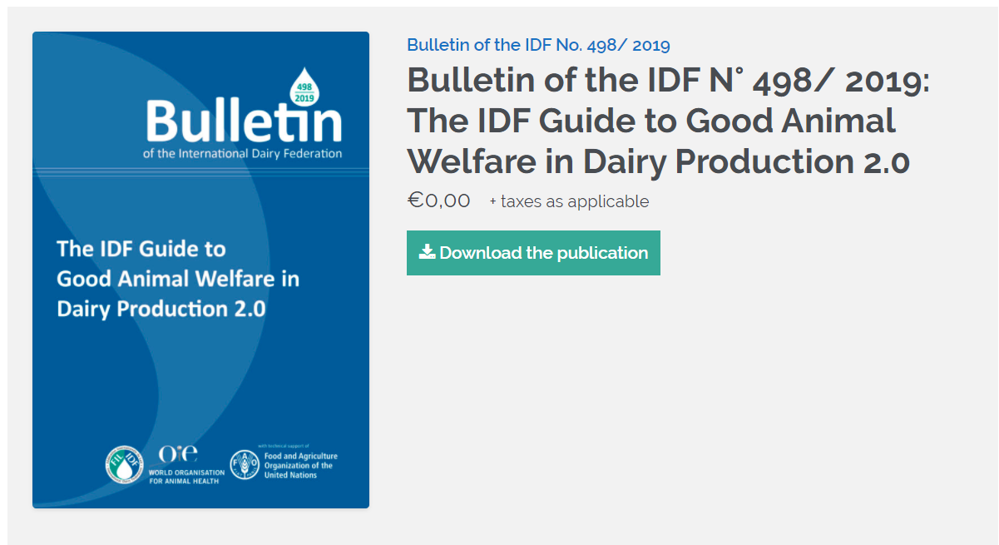 498
2019
Bulletin
of the International Dairy Federation
The IDF Guide to
Good Animal Welfare in
Dairy Production 2.0
FIL IDF
oie
WORLD ORGANISATION
FOR ANIMAL HEALTH
F A O
with technical support of
Food and Agriculture
Organization of the
United Nations
Bulletin of the IDF No. 498/ 2019
Bulletin of the IDF N° 498/ 2019:
The IDF Guide to Good Animal
Welfare in Dairy Production 2.0
€0,00 + taxes as applicable
Download the publication